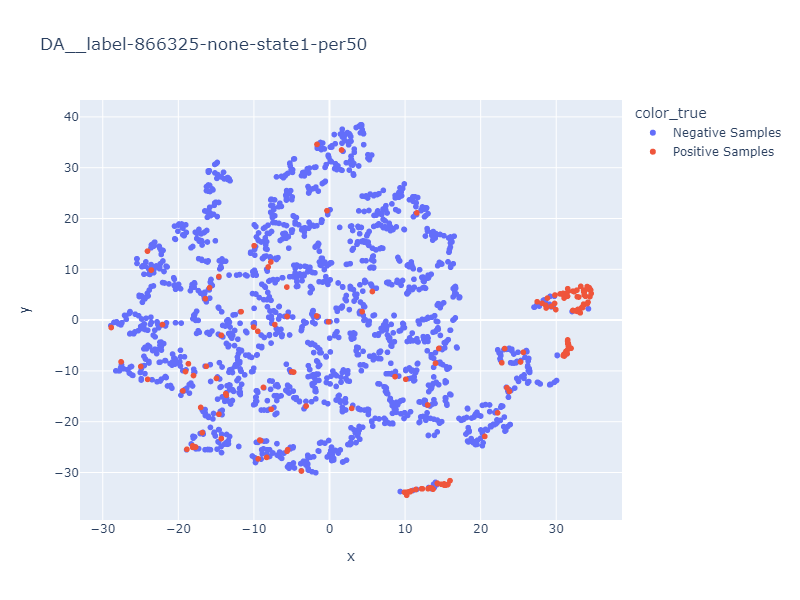 DA__label-866325-none-state1-per50
color_true
Negative Samples
Positive Samples
40
30
20
10
0
−10
−20
−30
y
−30
−20
−10
0
10
20
30
x